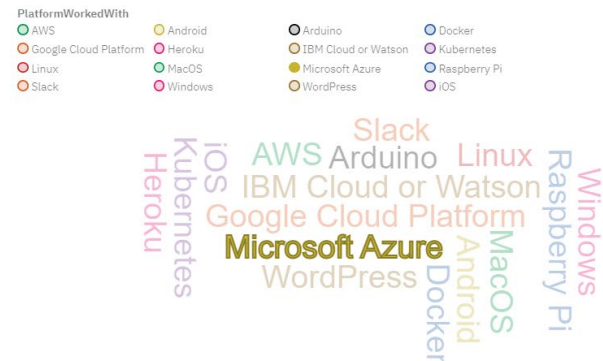 PlatformWorkedWith
AWS Android Arduino Docker
Google Cloud Platform Heroku IBM Cloud or Watson Kubernetes
Linux MacOS Microsoft Azure Raspberry Pi
Slack Windows WordPress iOS
Slack
AWS Arduino Linux
IBM Cloud or Watson
Google Cloud Platform
Microsoft Azure
WordPress
Heroku
Kubernetes
iOS
Docker
Android
MacOS
Raspberry Pi
Windows